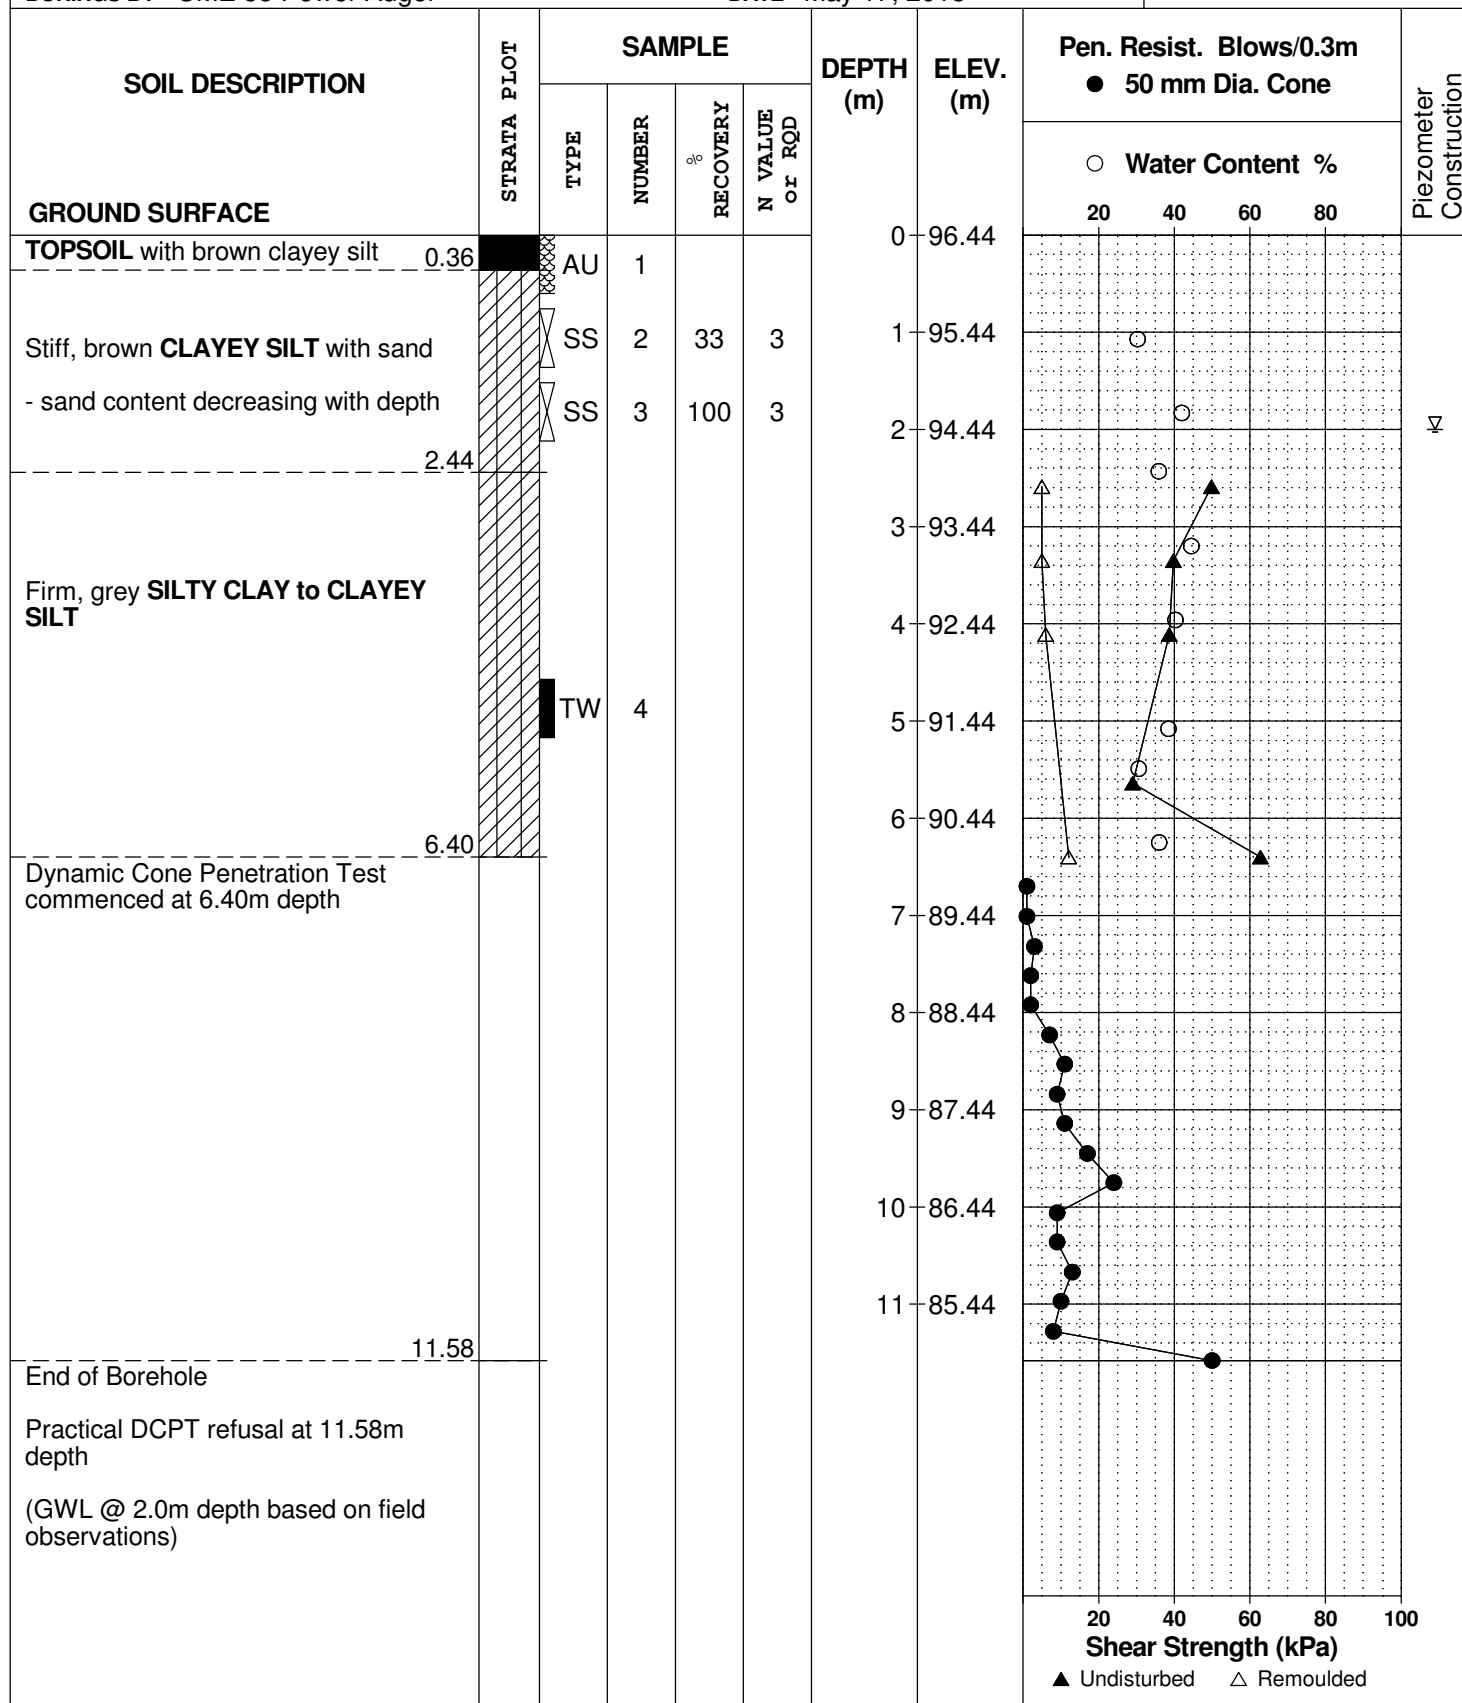 SOIL DESCRIPTION
GROUND SURFACE
STRATA PLOT
SAMPLE
TYPE
NUMBER
% RECOVERY
N VALUE or RQD
DEPTH (m)
ELEV. (m)
Pen. Resist. Blows/0.3m
● 50 mm Dia. Cone
○ Water Content %
20 40 60 80
Piezometer Construction
0 96.44
TOPSOIL with brown clayey silt 0.36
AU 1
Stiff, brown CLAYEY SILT with sand
SS 2 33 3
1 95.44
- sand content decreasing with depth
SS 3 100 3
2 94.44
2.44
3 93.44
Firm, grey SILTY CLAY to CLAYEY
SILT
4 92.44
TW 4
5 91.44
6 90.44
6.40
Dynamic Cone Penetration Test
commenced at 6.40m depth
7 89.44
8 88.44
9 87.44
10 86.44
11 85.44
11.58
End of Borehole
Practical DCPT refusal at 11.58m
depth
(GWL @ 2.0m depth based on field
observations)
20 40 60 80 100
Shear Strength (kPa)
▲ Undisturbed △ Remoulded